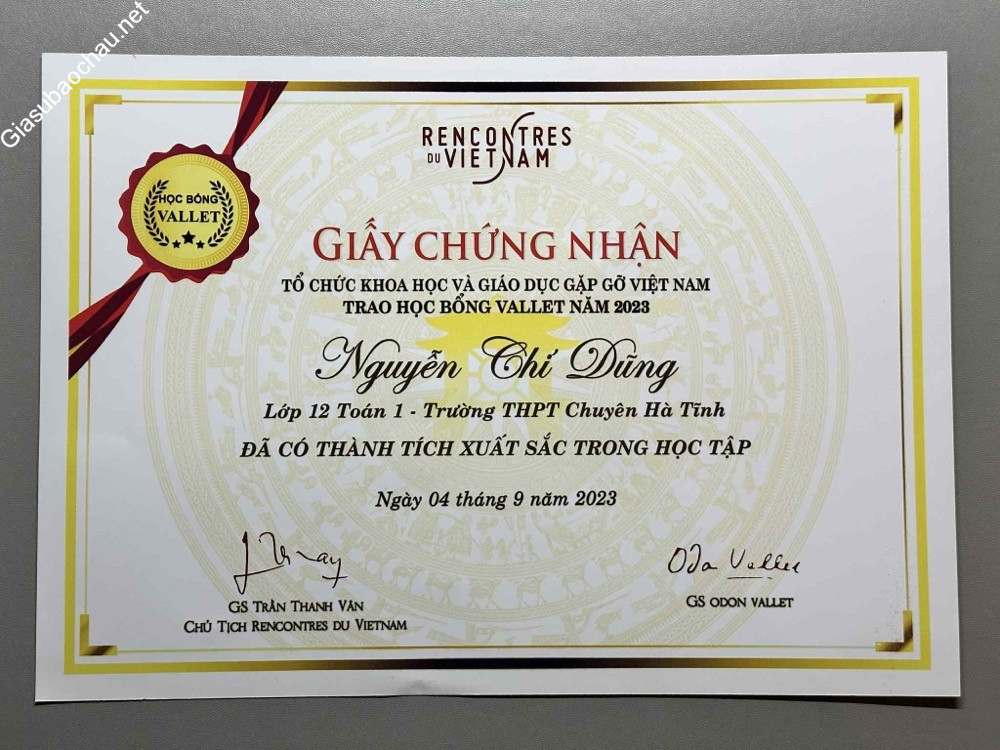 Giasubaochau.net
RENCONTRES
DU VIETNAM
HỌC BỔNG
VALLET
GIẤY CHỨNG NHẬN
TỔ CHỨC KHOA HỌC VÀ GIÁO DỤC GẶP GỠ VIỆT NAM
TRAO HỌC BỔNG VALLET NĂM 2023
Nguyễn Chí Dũng
Lớp 12 Toán 1 - Trường THPT Chuyên Hà Tĩnh
ĐÃ CÓ THÀNH TÍCH XUẤT SẮC TRONG HỌC TẬP
Ngày 04 tháng 9 năm 2023
Odon Vallet
GS TRẦN THANH VÂN
CHỦ TỊCH RENCONTRES DU VIETNAM
GS ODON VALLET